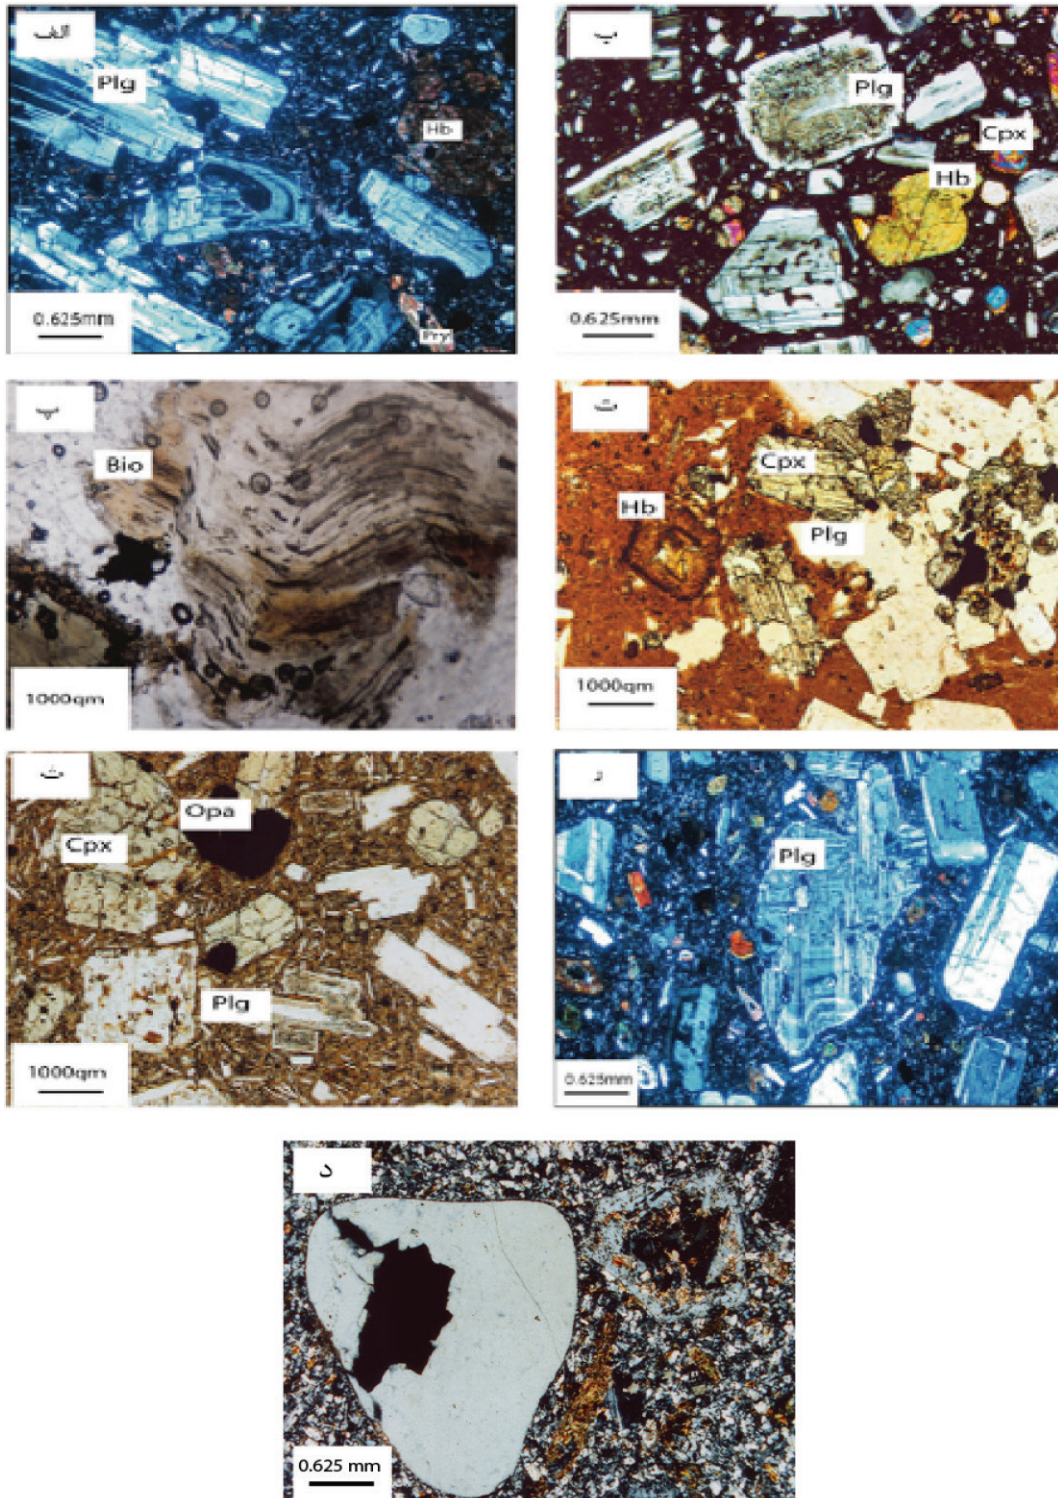 الف
Plg
Hb
Pry
0.625mm
ب
Plg
Cpx
Hb
0.625mm
پ
Bio
1000qm
ت
Cpx
Hb
Plg
1000qm
ث
Opa
Cpx
Plg
1000qm
Plg
0.625mm
د
0.625 mm